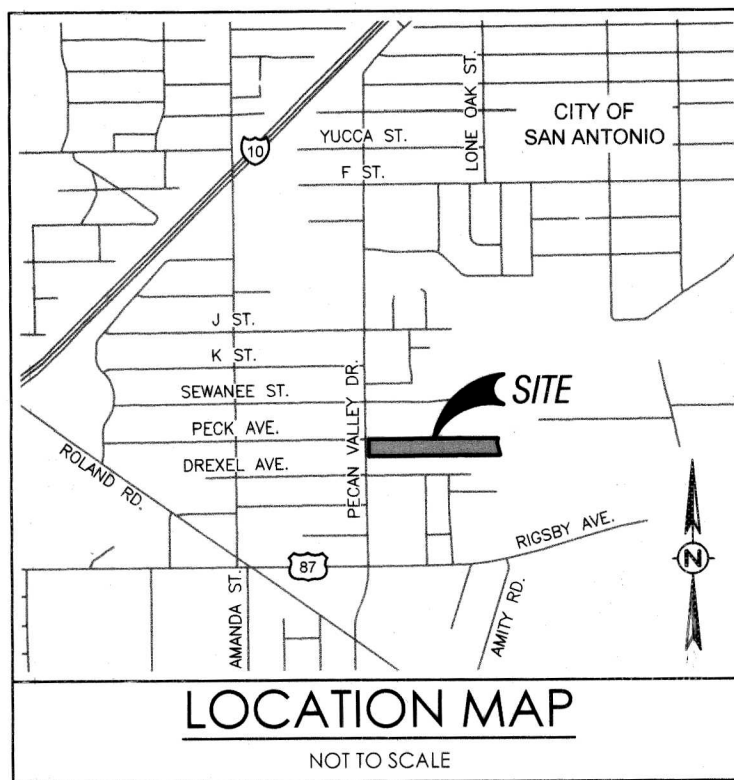 LONE OAK ST.
CITY OF
SAN ANTONIO
YUCCA ST.
10
F ST.
J ST.
K ST.
SEWANEE ST.
SITE
PECK AVE.
PECAN VALLEY DR.
DREXEL AVE.
ROLAND RD.
RIGSBY AVE.
N
87
AMANDA ST.
AMITY RD.
LOCATION MAP
NOT TO SCALE